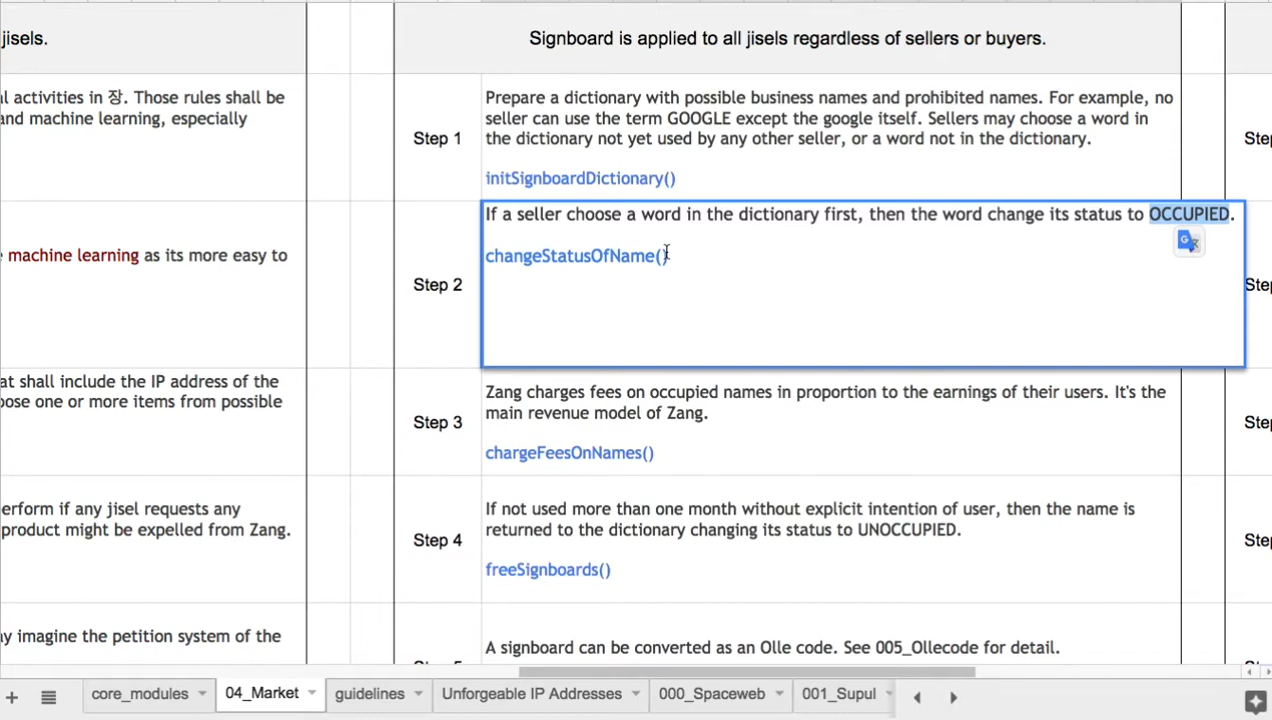 jisels.
Signboard is applied to all jisels regardless of sellers or buyers.
l activities in 장. Those rules shall be
and machine learning, especially
Step 1
Prepare a dictionary with possible business names and prohibited names. For example, no
seller can use the term GOOGLE except the google itself. Sellers may choose a word in
the dictionary not yet used by any other seller, or a word not in the dictionary.
initSignboardDictionary()
Step
machine learning as its more easy to
Step 2
If a seller choose a word in the dictionary first, then the word change its status to OCCUPIED.
changeStatusOfName()
Step
at shall include the IP address of the
ose one or more items from possible
Step 3
Zang charges fees on occupied names in proportion to the earnings of their users. It's the
main revenue model of Zang.
chargeFeesOnNames()
Step
erform if any jisel requests any
product might be expelled from Zang.
Step 4
If not used more than one month without explicit intention of user, then the name is
returned to the dictionary changing its status to UNOCCUPIED.
freeSignboards()
Step
y imagine the petition system of the
A signboard can be converted as an Olle code. See 005_Ollecode for detail.
core_modules
04_Market
guidelines
Unforgeable IP Addresses
000_Spaceweb
001_Supul